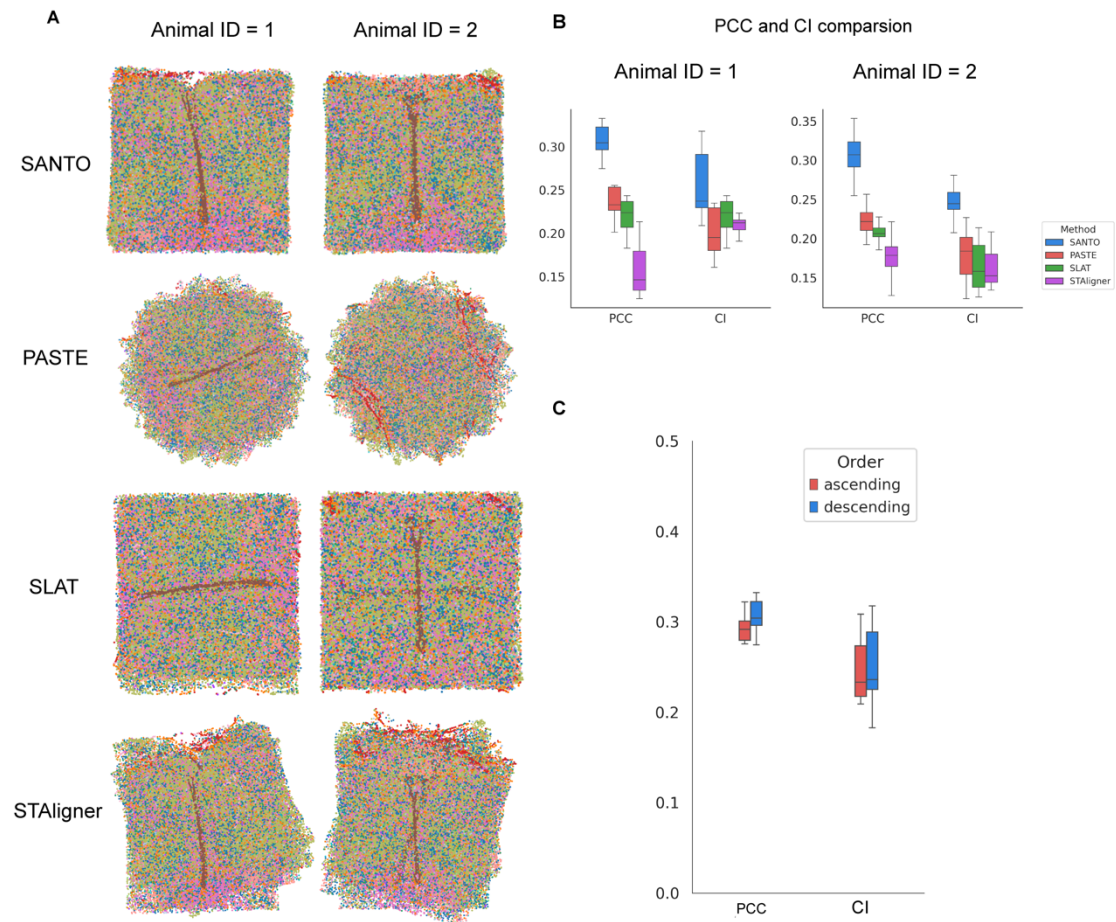 A
Animal ID = 1
Animal ID = 2
SANTO
PASTE
SLAT
STAligner
B
PCC and CI comparsion
Animal ID = 1
Animal ID = 2
0.30
0.25
0.20
0.15
PCC
CI
0.35
0.30
0.25
0.20
0.15
PCC
CI
Method
SANTO
PASTE
SLAT
STAligner
C
0.5
0.4
0.3
0.2
0.1
0.0
Order
ascending
descending
PCC
CI